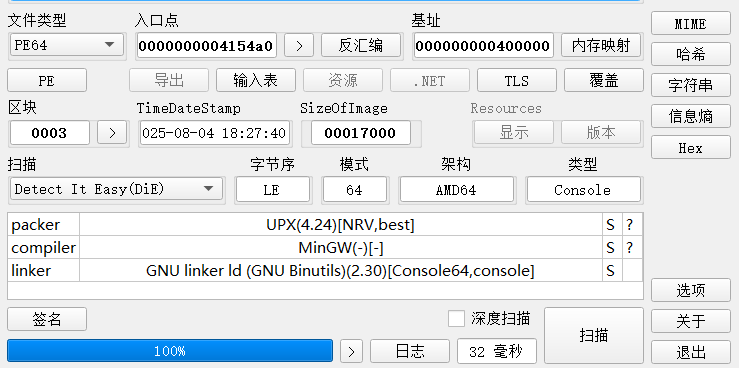 文件类型 入口点 基址
PE64 0000000004154a0 > 反汇编 000000000400000 内存映射 MIME
哈希
PE 导出 输入表 资源 .NET TLS 覆盖 字符串
区块 TimeDateStamp SizeOfImage Resources
信息熵
0003 > 025-08-04 18:27:40 00017000 显示 版本
Hex
扫描 字节序 模式 架构 类型
Detect It Easy(DiE) LE 64 AMD64 Console
packer UPX(4.24)[NRV,best] S ?
compiler MinGW(-)[-] S ?
linker GNU linker ld (GNU Binutils)(2.30)[Console64,console] S
选项
签名 深度扫描 扫描 关于
100% > 日志 32 毫秒 退出